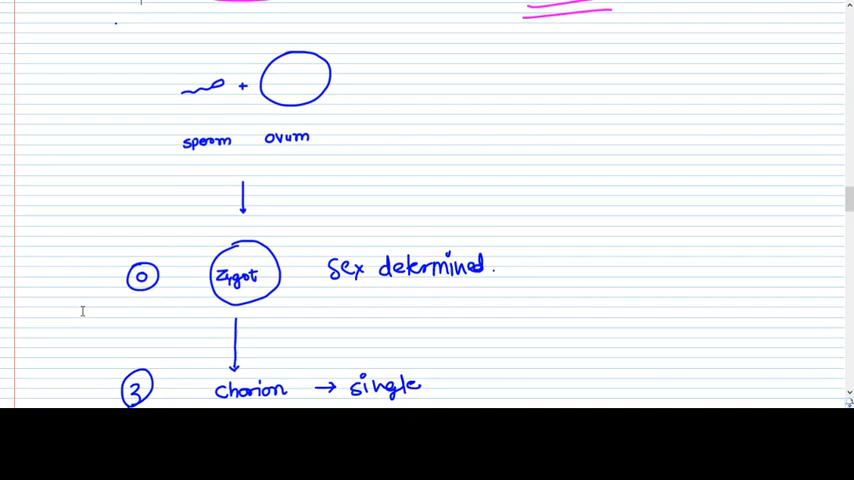 +
sperm ovum
0 Zygot sex determined.
3 Chorion → single